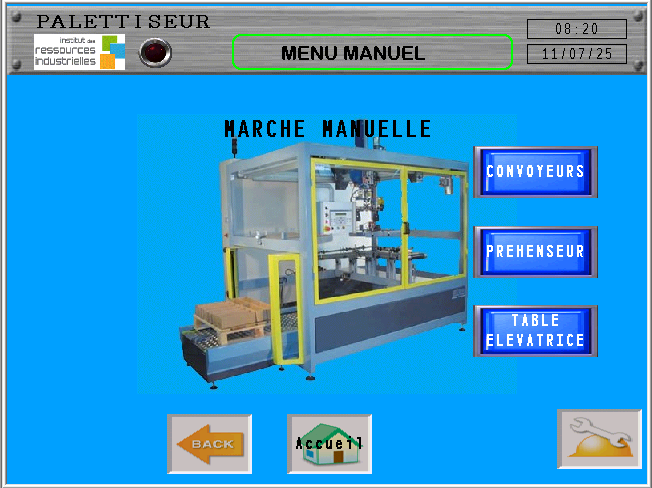 PALETTISEUR
institut des
ressources
industrielles
MENU MANUEL
08:20
11/07/25
MARCHE MANUELLE
CONVOYEURS
PREHENSEUR
TABLE
ELEVATRICE
BACK
Accueil